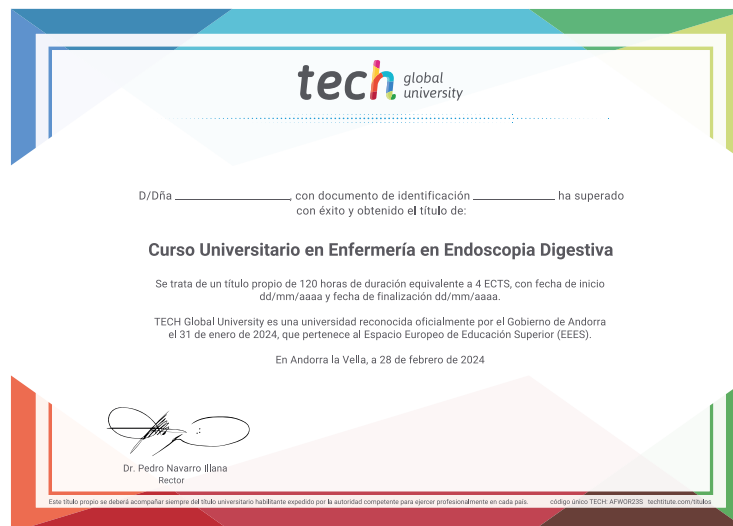 tech global
university
D/Dña ____________________, con documento de identificación ______________ ha superado
con éxito y obtenido el título de:
Curso Universitario en Enfermería en Endoscopia Digestiva
Se trata de un título propio de 120 horas de duración equivalente a 4 ECTS, con fecha de inicio
dd/mm/aaaa y fecha de finalización dd/mm/aaaa.
TECH Global University es una universidad reconocida oficialmente por el Gobierno de Andorra
el 31 de enero de 2024, que pertenece al Espacio Europeo de Educación Superior (EEES).
En Andorra la Vella, a 28 de febrero de 2024
Dr. Pedro Navarro Illana
Rector
Este título propio se deberá acompañar siempre del título universitario habilitante expedido por la autoridad competente para ejercer profesionalmente en cada país. código único TECH: AFWOR23S techtitute.com/titulos